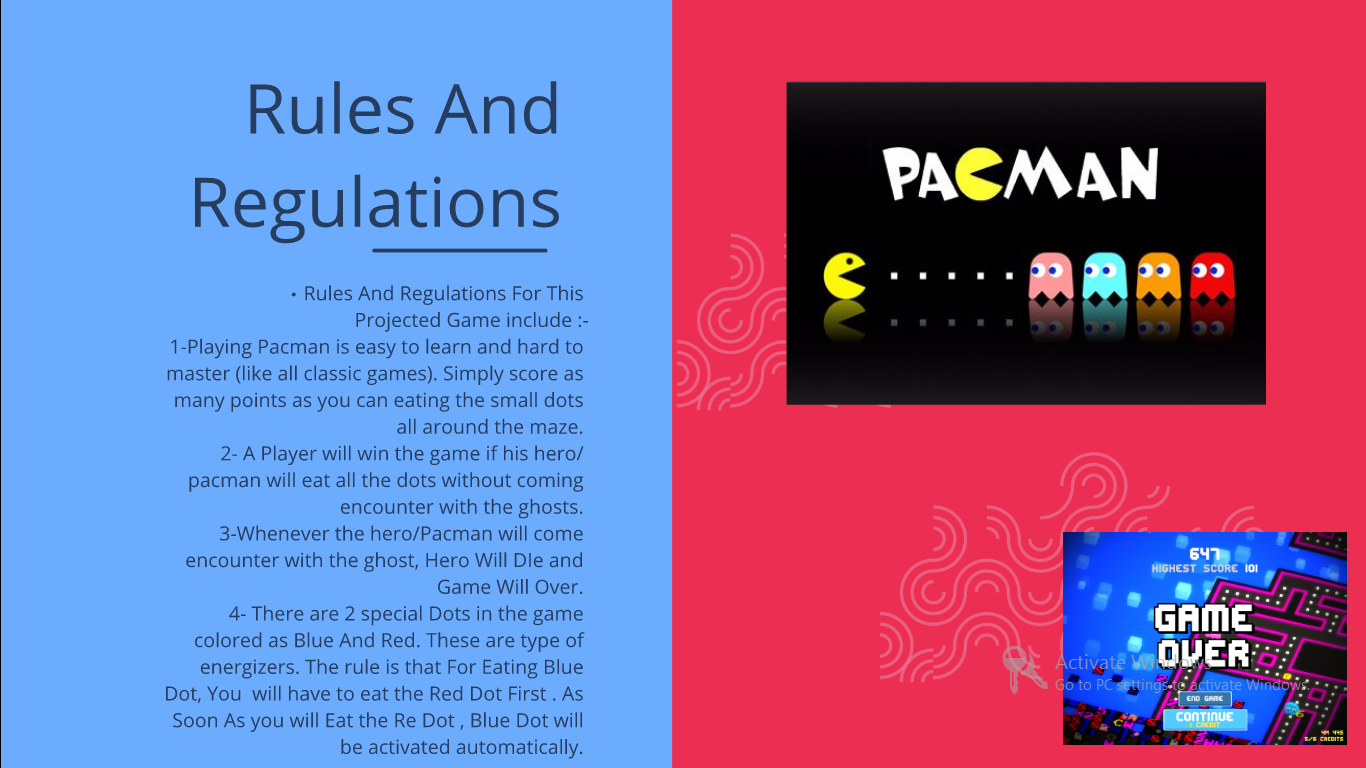 Rules And
Regulations
• Rules And Regulations For This
Projected Game include :-
1-Playing Pacman is easy to learn and hard to
master (like all classic games). Simply score as
many points as you can eating the small dots
all around the maze.
2- A Player will win the game if his hero/
pacman will eat all the dots without coming
encounter with the ghosts.
3-Whenever the hero/Pacman will come
encounter with the ghost, Hero Will DIe and
Game Will Over.
4- There are 2 special Dots in the game
colored as Blue And Red. These are type of
energizers. The rule is that For Eating Blue
Dot, You  will have to eat the Red Dot First . As
Soon As you will Eat the Re Dot , Blue Dot will
be activated automatically.
PACMAN
647
HIGHEST SCORE 101
GAME
OVER
Activate Windows
Go to PC settings to activate Windows.
END GAME
CONTINUE
1 CREDIT
5/6 CREDITS